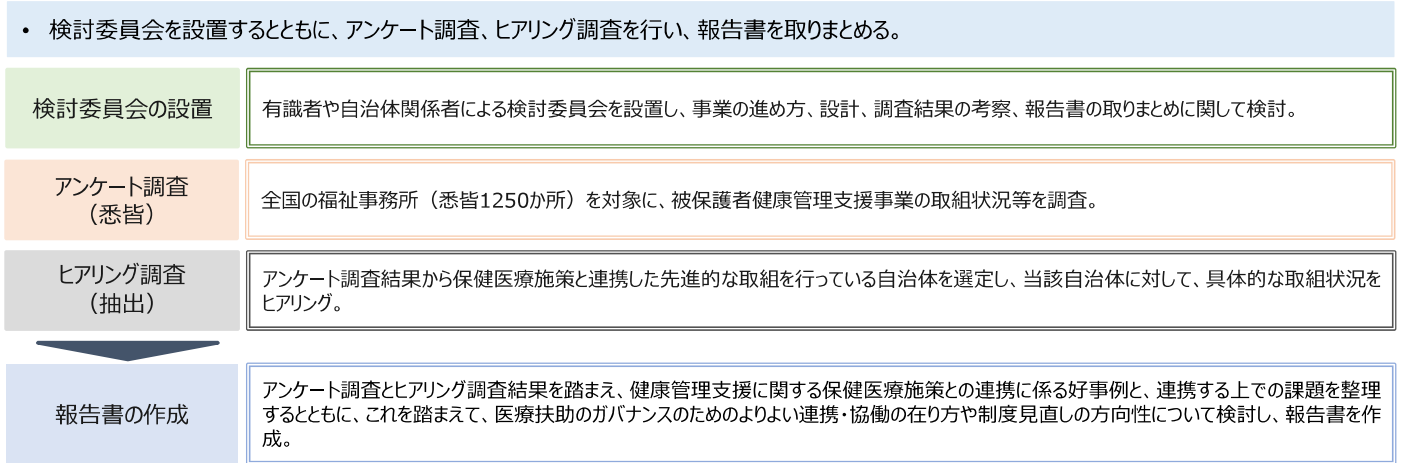 • 検討委員会を設置するとともに、アンケート調査、ヒアリング調査を行い、報告書を取りまとめる。
検討委員会の設置
有識者や自治体関係者による検討委員会を設置し、事業の進め方、設計、調査結果の考察、報告書の取りまとめに関して検討。
アンケート調査
（悉皆）
全国の福祉事務所（悉皆1250か所）を対象に、被保護者健康管理支援事業の取組状況等を調査。
ヒアリング調査
（抽出）
アンケート調査結果から保健医療施策と連携した先進的な取組を行っている自治体を選定し、当該自治体に対して、具体的な取組状況を
ヒアリング。
報告書の作成
アンケート調査とヒアリング調査結果を踏まえ、健康管理支援に関する保健医療施策との連携に係る好事例と、連携する上での課題を整理
するとともに、これを踏まえて、医療扶助のガバナンスのためのよりよい連携・協働の在り方や制度見直しの方向性について検討し、報告書を作
成。